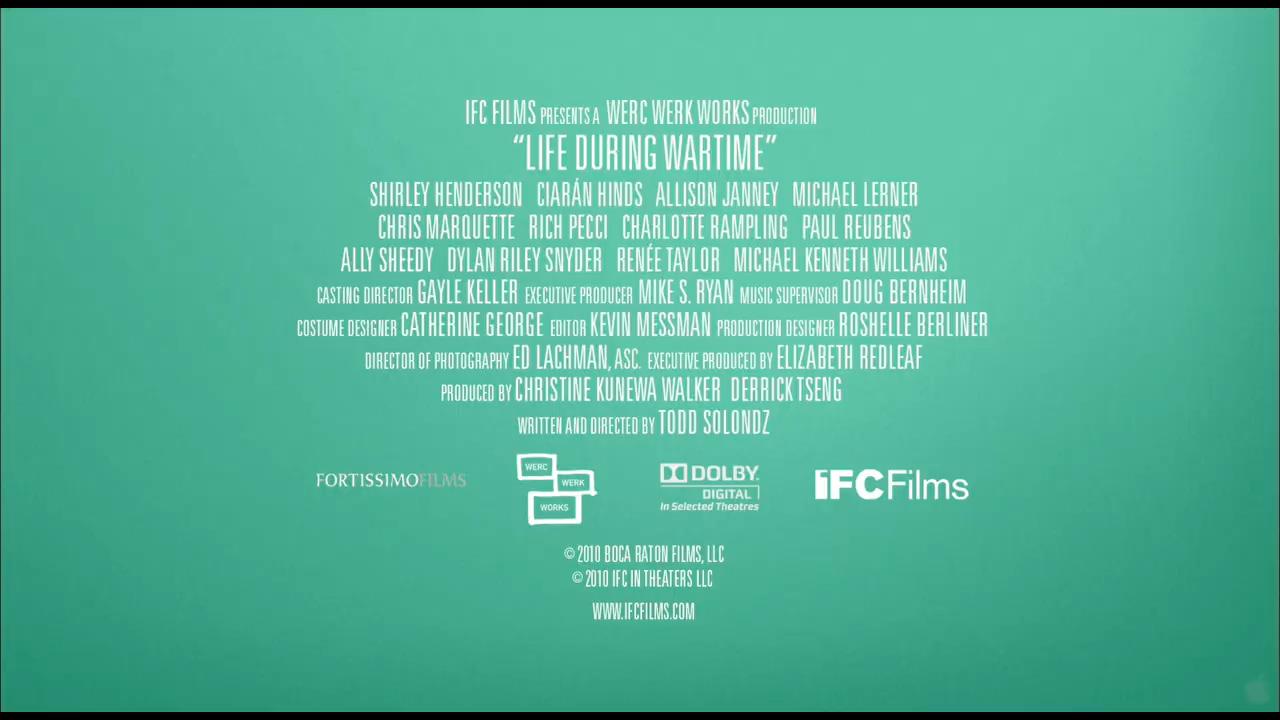 IFC FILMS PRESENTS A WERC WERK WORKS PRODUCTION
“LIFE DURING WARTIME”
SHIRLEY HENDERSON CIARÁN HINDS ALLISON JANNEY MICHAEL LERNER
CHRIS MARQUETTE RICH PECCI CHARLOTTE RAMPLING PAUL REUBENS
ALLY SHEEDY DYLAN RILEY SNYDER RENÉE TAYLOR MICHAEL KENNETH WILLIAMS
CASTING DIRECTOR GAYLE KELLER EXECUTIVE PRODUCER MIKE S. RYAN MUSIC SUPERVISOR DOUG BERNHEIM
COSTUME DESIGNER CATHERINE GEORGE EDITOR KEVIN MESSMAN PRODUCTION DESIGNER ROSHELLE BERLINER
DIRECTOR OF PHOTOGRAPHY ED LACHMAN, ASC. EXECUTIVE PRODUCED BY ELIZABETH REDLEAF
PRODUCED BY CHRISTINE KUNEWA WALKER DERRICK TSENG
WRITTEN AND DIRECTED BY TODD SOLONDZ
FORTISSIMOFILMS
WERC
WERK
WORKS
DOLBY
DIGITAL
In Selected Theatres
IFCFilms
© 2010 BOCA RATON FILMS, LLC
© 2010 IFC IN THEATERS LLC
WWW.IFCFILMS.COM